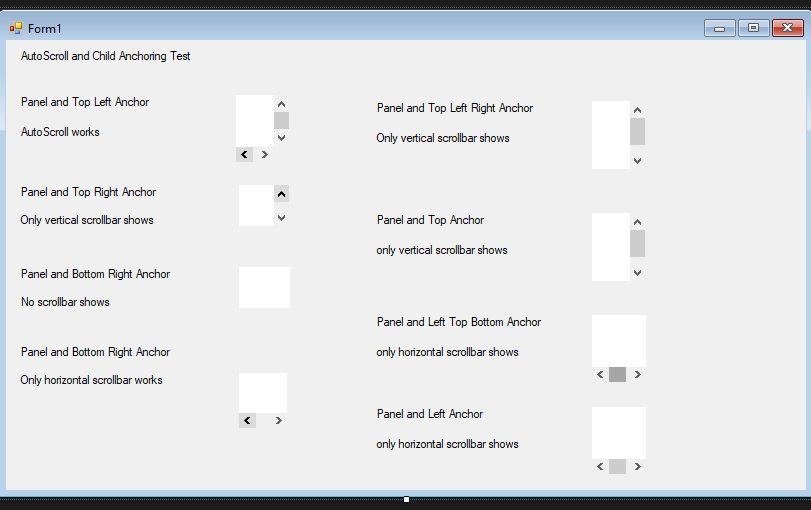 Form1
AutoScroll and Child Anchoring Test
Panel and Top Left Anchor
AutoScroll works
Panel and Top Right Anchor
Only vertical scrollbar shows
Panel and Bottom Right Anchor
No scrollbar shows
Panel and Bottom Right Anchor
Only horizontal scrollbar works
Panel and Top Left Right Anchor
Only vertical scrollbar shows
Panel and Top Anchor
only vertical scrollbar shows
Panel and Left Top Bottom Anchor
only horizontal scrollbar shows
Panel and Left Anchor
only horizontal scrollbar shows